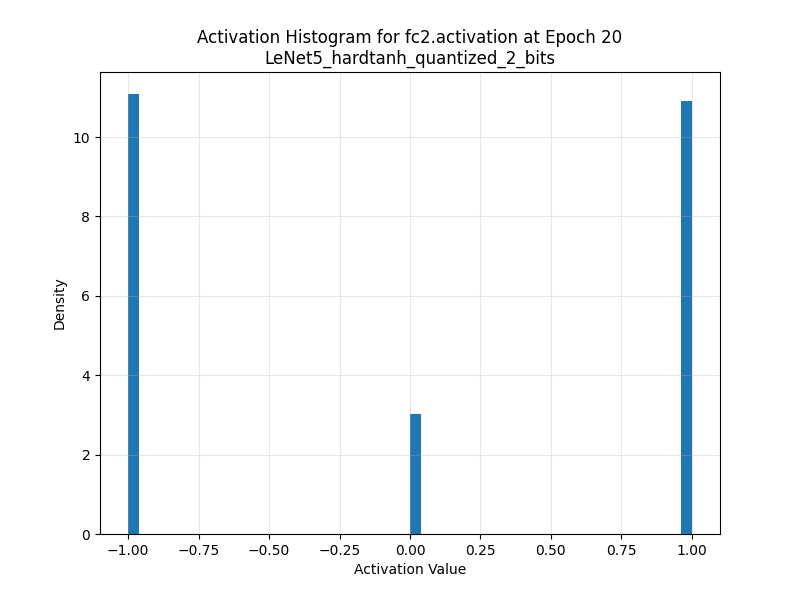 Activation Histogram for fc2.activation at Epoch 20
LeNet5_hardtanh_quantized_2_bits
Density
10
8
6
4
2
0
−1.00 −0.75 −0.50 −0.25 0.00 0.25 0.50 0.75 1.00
Activation Value